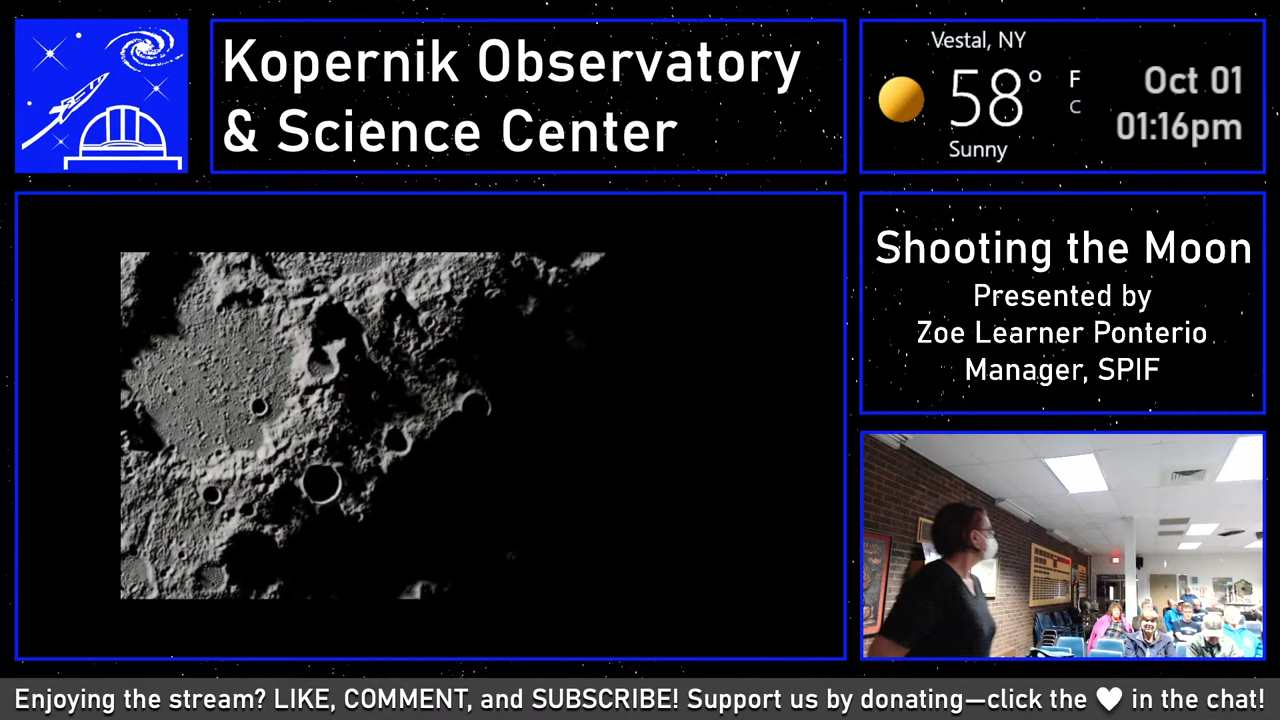 Kopernik Observatory
& Science Center
Vestal, NY
58° F
C
Sunny
Oct 01
01:16pm
Shooting the Moon
Presented by
Zoe Learner Ponterio
Manager, SPIF
Enjoying the stream? LIKE, COMMENT, and SUBSCRIBE! Support us by donating—click the ♥ in the chat!